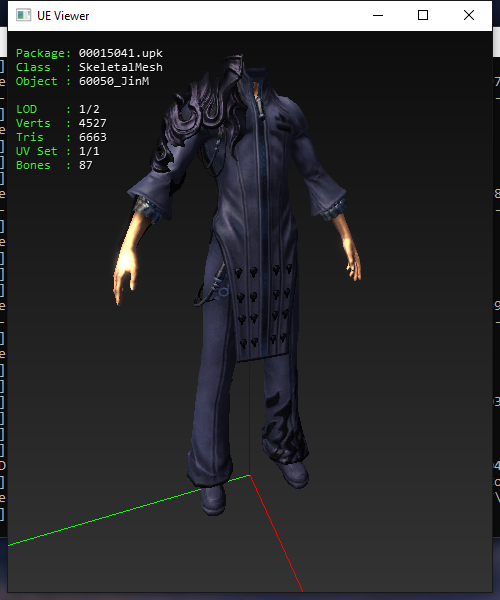 UE Viewer
Package: 00015041.upk
Class  : SkeletalMesh
Object : 60050_JinM
LOD    : 1/2
Verts  : 4527
Tris   : 6663
UV Set : 1/1
Bones  : 87